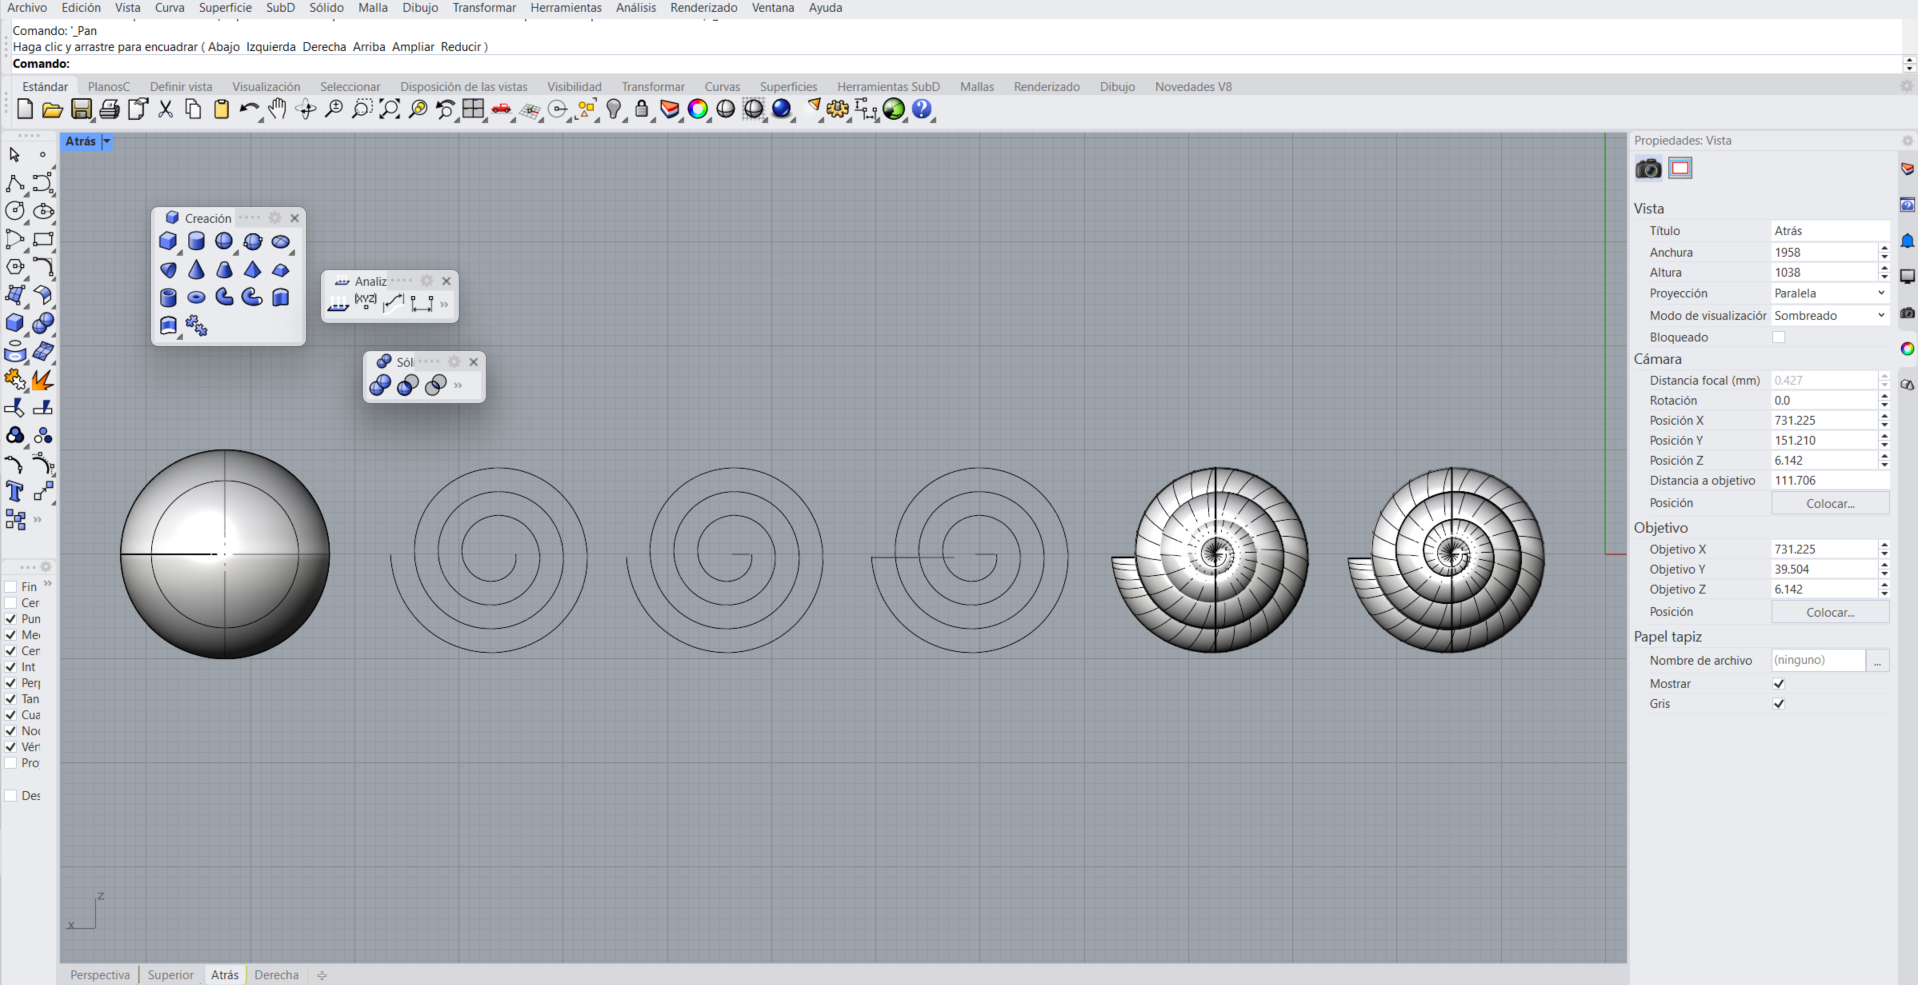 Archivo Edición Vista Curva Superficie SubD Sólido Malla Dibujo Transformar Herramientas Análisis Renderizado Ventana Ayuda
Comando: '_Pan
Haga clic y arrastre para encuadrar ( Abajo Izquierda Derecha Arriba Ampliar Reducir )
Comando:
Estándar PlanosC Definir vista Visualización Seleccionar Disposición de las vistas Visibilidad Transformar Curvas Superficies Herramientas SubD Mallas Renderizado Dibujo Novedades V8
Atrás
Creación
Analiz
(XYZ)
Sóli
Fin
Cer
Pun
Med
Cen
Int
Perp
Tan
Cua
Noc
Vért
Pro
Des
z
x
Perspectiva Superior Atrás Derecha
Propiedades: Vista
Vista
Título Atrás
Anchura 1958
Altura 1038
Proyección Paralela
Modo de visualización Sombreado
Bloqueado
Cámara
Distancia focal (mm) 0.427
Rotación 0.0
Posición X 731.225
Posición Y 151.210
Posición Z 6.142
Distancia a objetivo 111.706
Posición Colocar...
Objetivo
Objetivo X 731.225
Objetivo Y 39.504
Objetivo Z 6.142
Posición Colocar...
Papel tapiz
Nombre de archivo (ninguno) ...
Mostrar
Gris